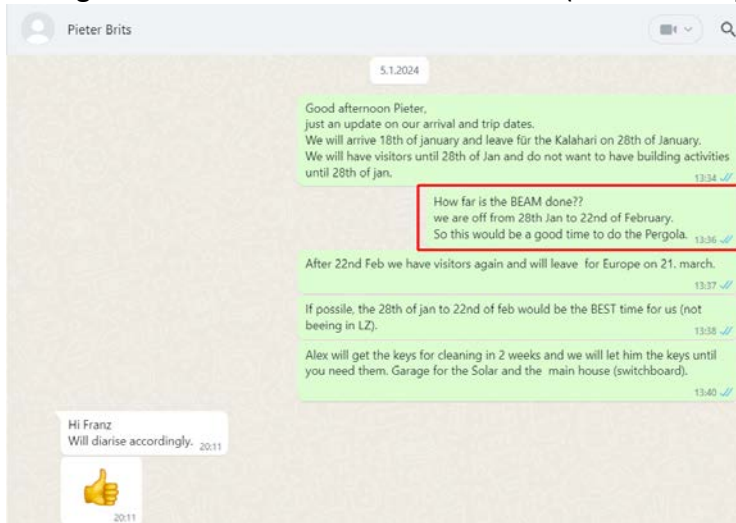 Pieter Brits
5.1.2024
Good afternoon Pieter,
just an update on our arrival and trip dates.
We will arrive 18th of january and leave für the Kalahari on 28th of January.
We will have visitors until 28th of Jan and do not want to have building activities
until 28th of jan.
13:34
How far is the BEAM done??
we are off from 28th Jan to 22nd of February.
So this would be a good time to do the Pergola.
13:36
After 22nd Feb we have visitors again and will leave for Europe on 21. march.
13:37
If possile, the 28th of jan to 22nd of feb would be the BEST time for us (not
beeing in LZ).
13:38
Alex will get the keys for cleaning in 2 weeks and we will let him the keys until
you need them. Garage for the Solar and the main house (switchboard).
13:40
Hi Franz
Will diarise accordingly. 20:11
20:11